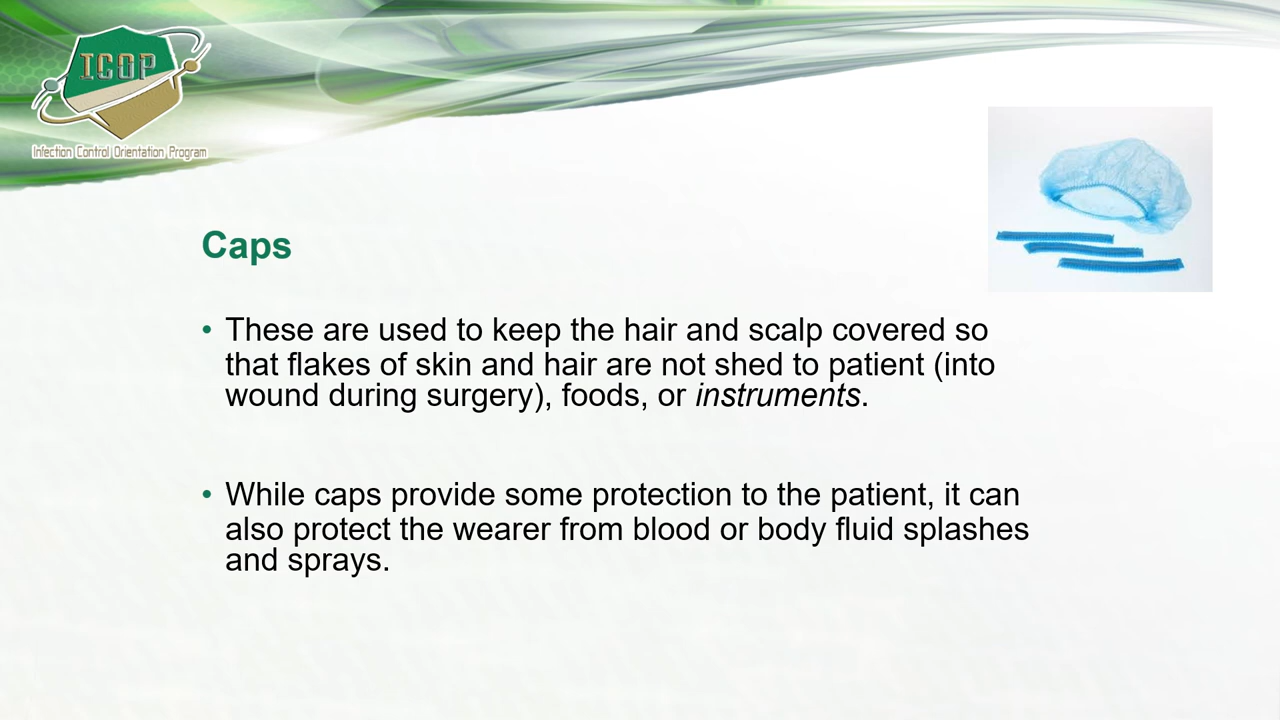 ICOP
Infection Control Orientation Program
Caps
• These are used to keep the hair and scalp covered so
that flakes of skin and hair are not shed to patient (into
wound during surgery), foods, or instruments.
• While caps provide some protection to the patient, it can
also protect the wearer from blood or body fluid splashes
and sprays.